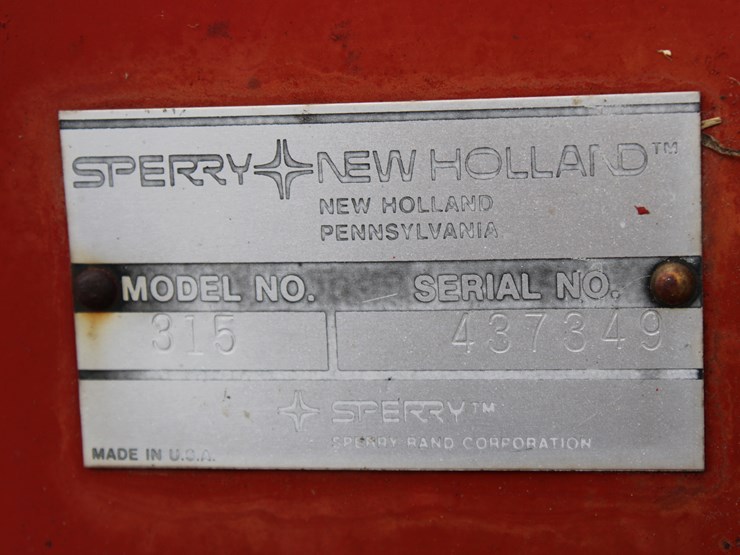 SPERRY NEW HOLLAND™
NEW HOLLAND
PENNSYLVANIA
MODEL NO. SERIAL NO.
315 437349
SPERRY™
SPERRY RAND CORPORATION
MADE IN U.S.A.